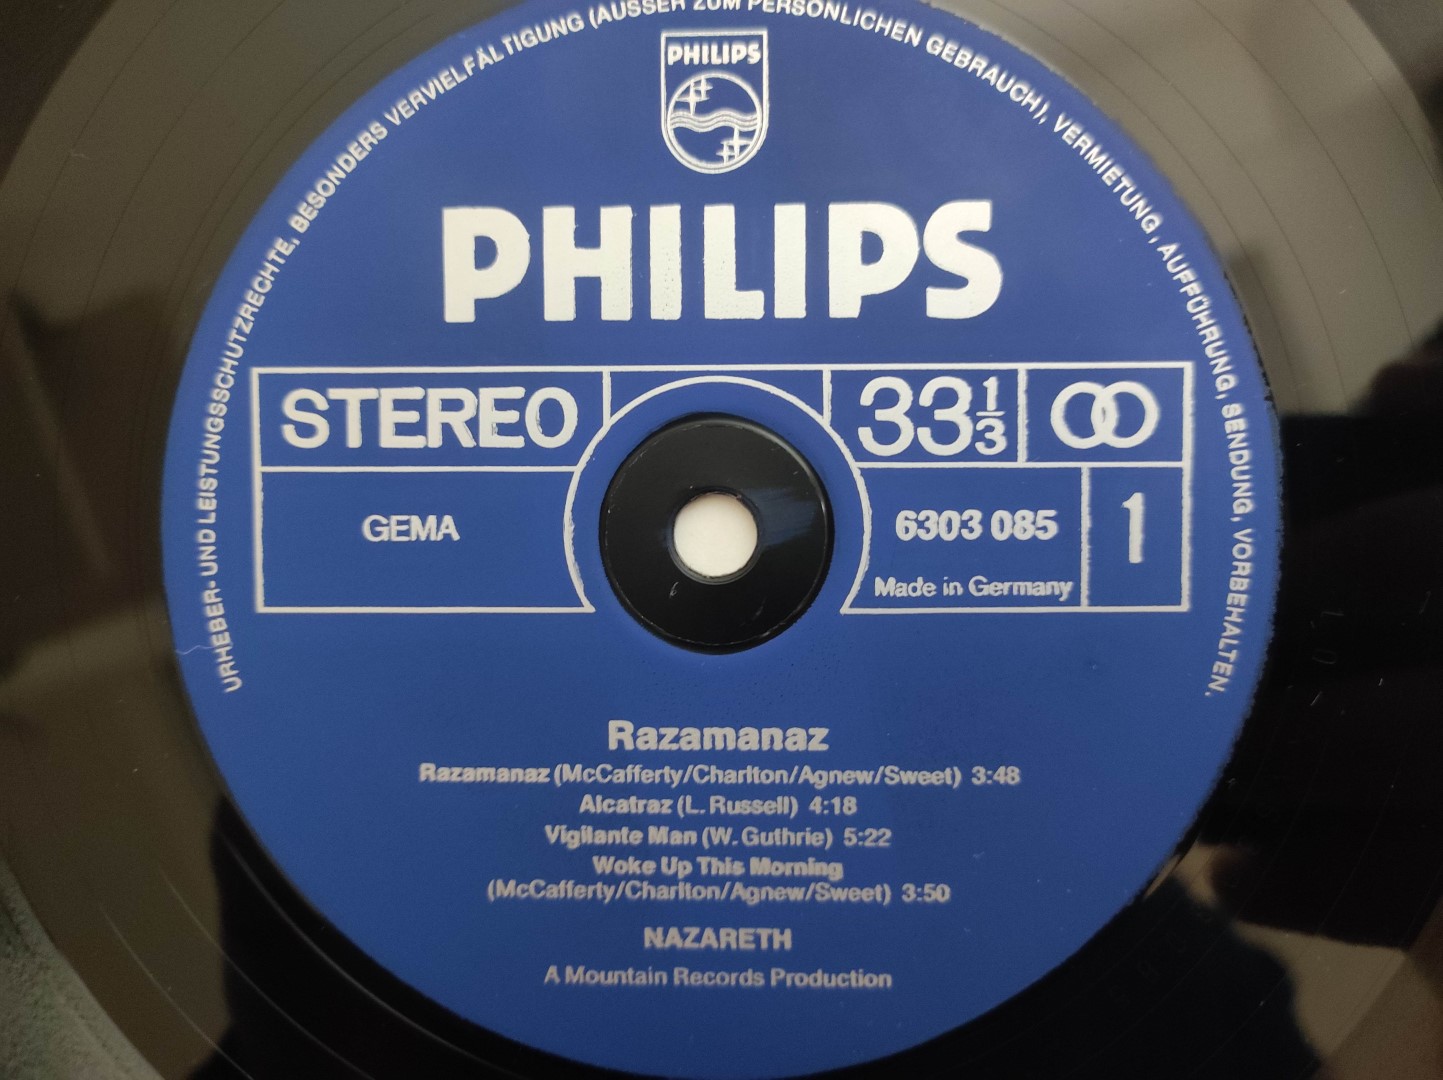 URHEBER- UND LEISTUNGSSCHUTZRECHTE, BESONDERS VERVIELFÄLTIGUNG (AUSSER ZUM PERSÖNLICHEN GEBRAUCH), VERMIETUNG, AUFFÜHRUNG, SENDUNG, VORBEHALTEN.
PHILIPS
PHILIPS
STEREO 33 1/3
GEMA 6303 085 1
Made in Germany
Razamanaz
Razamanaz (McCafferty/Charlton/Agnew/Sweet) 3:48
Alcatraz (L. Russell) 4:18
Vigilante Man (W. Guthrie) 5:22
Woke Up This Morning
(McCafferty/Charlton/Agnew/Sweet) 3:50
NAZARETH
A Mountain Records Production